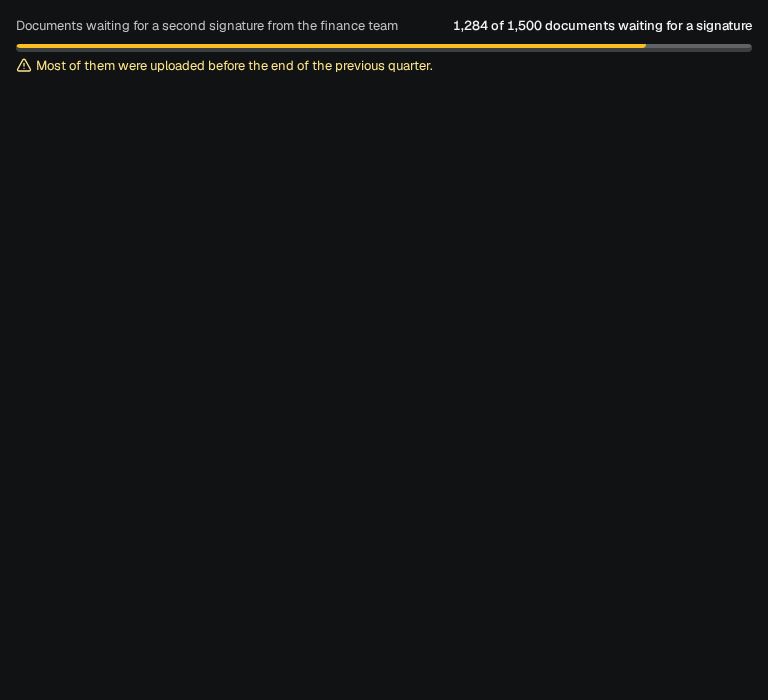 Documents waiting for a second signature from the finance team
1,284 of 1,500 documents waiting for a signature
Most of them were uploaded before the end of the previous quarter.